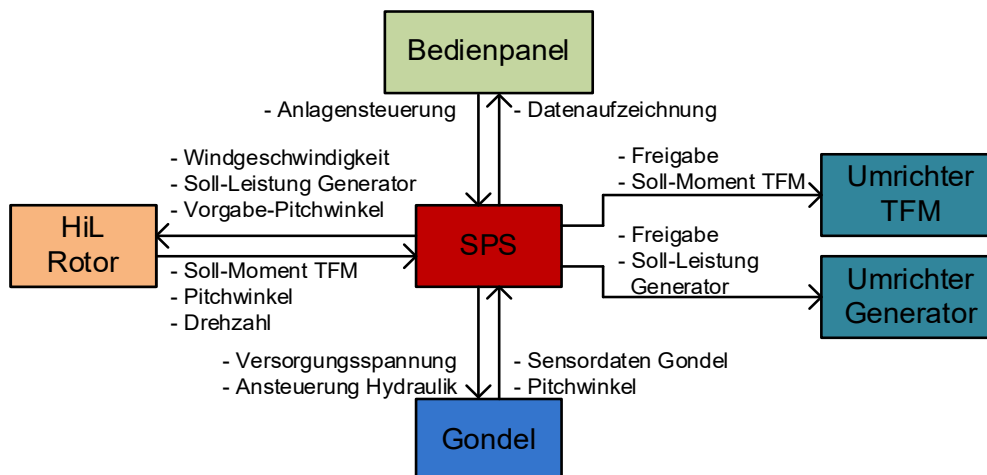 Bedienpanel
- Anlagensteuerung
- Datenaufzeichnung
- Windgeschwindigkeit
- Soll-Leistung Generator
- Vorgabe-Pitchwinkel
- Freigabe
- Soll-Moment TFM
Umrichter
TFM
HiL
Rotor
SPS
- Freigabe
- Soll-Leistung
Generator
Umrichter
Generator
- Soll-Moment TFM
- Pitchwinkel
- Drehzahl
- Versorgungsspannung
- Ansteuerung Hydraulik
- Sensordaten Gondel
- Pitchwinkel
Gondel